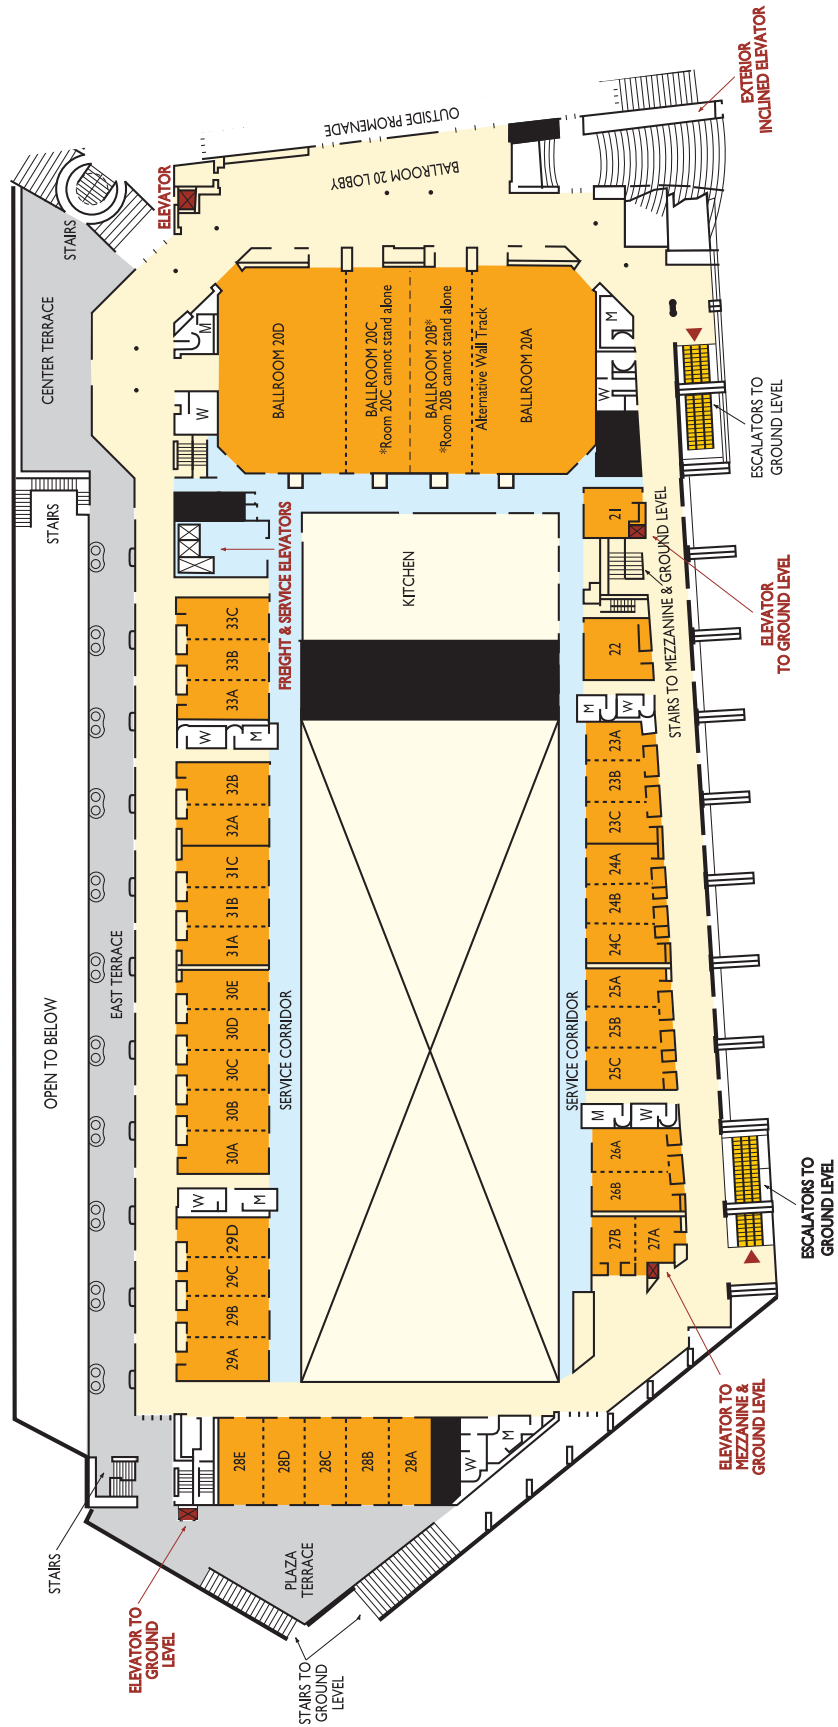 EXTERIOR
INCLINED ELEVATOR
OUTSIDE PROMENADE
BALLROOM 20 LOBBY
ELEVATOR
STAIRS
CENTER TERRACE
BALLROOM 20D
BALLROOM 20C
*Room 20C cannot stand alone
BALLROOM 20B*
*Room 20B cannot stand alone
Alternative Wall Track
BALLROOM 20A
M
W
M
W
ESCALATORS TO
GROUND LEVEL
STAIRS
FREIGHT & SERVICE ELEVATORS
KITCHEN
21
STAIRS TO MEZZANINE & GROUND LEVEL
ELEVATOR
TO GROUND LEVEL
22
33C
33B
33A
W
M
M
W
32B
32A
31C
31B
31A
30E
30D
30C
30B
30A
23A
23B
23C
24A
24B
24C
25A
25B
25C
EAST TERRACE
OPEN TO BELOW
SERVICE CORRIDOR
SERVICE CORRIDOR
M
W
W
M
26A
26B
27B
27A
29D
29C
29B
29A
ESCALATORS TO
GROUND LEVEL
ELEVATOR TO
MEZZANINE &
GROUND LEVEL
28E
28D
28C
28B
28A
W
M
STAIRS
PLAZA
TERRACE
ELEVATOR TO
GROUND
LEVEL
STAIRS TO
GROUND
LEVEL